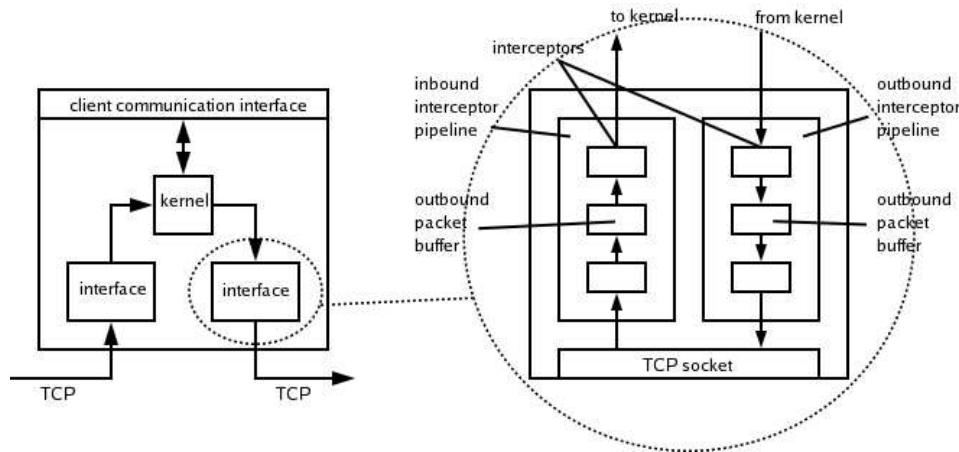 client communication interface
kernel
interface
interface
TCP
TCP
to kernel
from kernel
interceptors
inbound
interceptor
pipeline
outbound
interceptor
pipeline
outbound
packet
buffer
outbound
packet
buffer
TCP socket